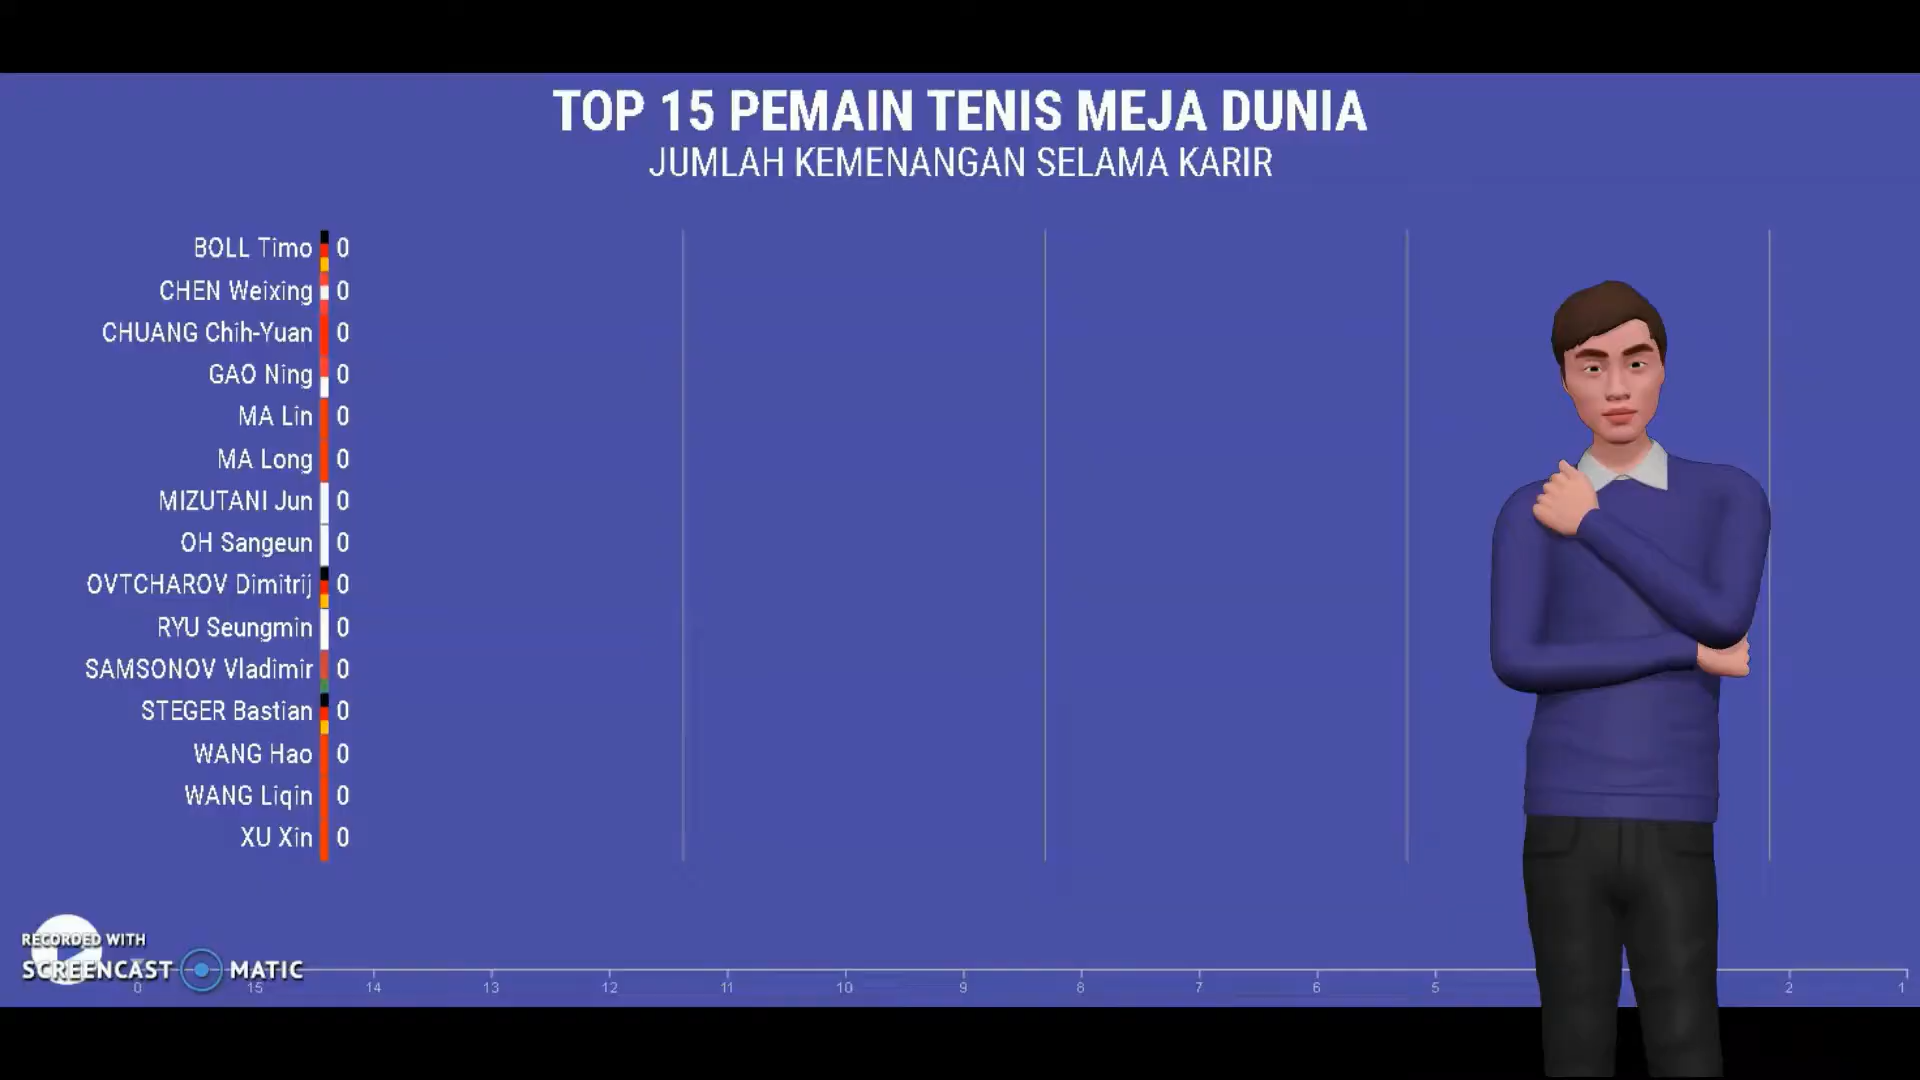 TOP 15 PEMAIN TENIS MEJA DUNIA
JUMLAH KEMENANGAN SELAMA KARIR
BOLL Timo 0
CHEN Weixing 0
CHUANG Chih-Yuan 0
GAO Ning 0
MA Lin 0
MA Long 0
MIZUTANI Jun 0
OH Sangeun 0
OVTCHAROV Dimitrij 0
RYU Seungmin 0
SAMSONOV Vladimir 0
STEGER Bastian 0
WANG Hao 0
WANG Liqin 0
XU Xin 0
RECORDED WITH
SCREENCAST MATIC
0 15 14 13 12 11 10 9 8 7 6 5 2 1